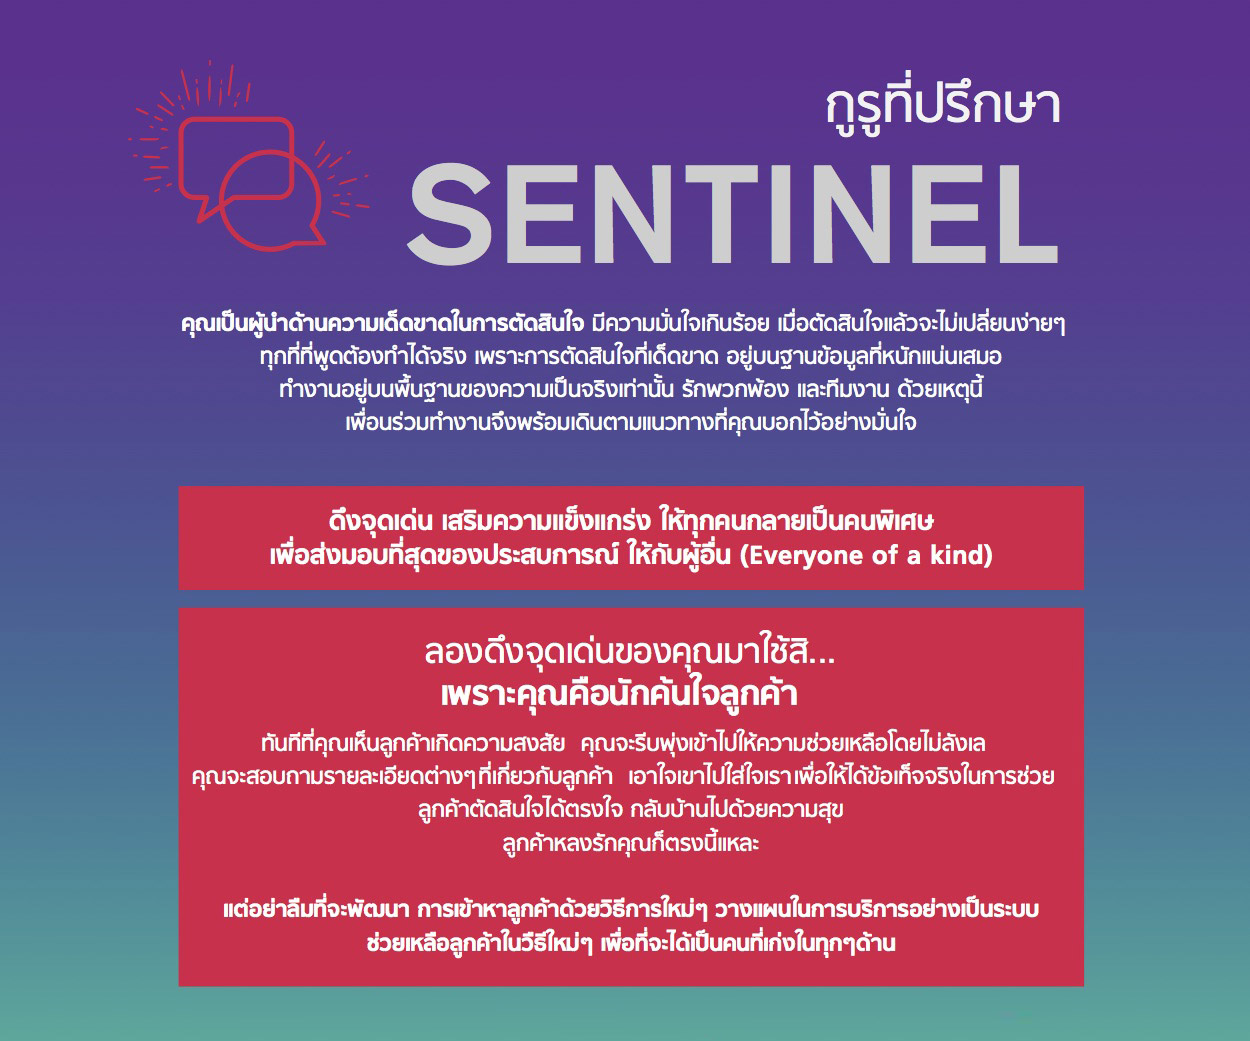 กูรูที่ปรึกษา
SENTINEL
คุณเป็นผู้นำด้านความเด็ดขาดในการตัดสินใจ มีความมั่นใจเกินร้อย เมื่อตัดสินใจแล้วจะไม่เปลี่ยนง่ายๆ
ทุกที่ที่พูดต้องทำได้จริง เพราะการตัดสินใจที่เด็ดขาด อยู่บนฐานข้อมูลที่หนักแน่นเสมอ
ทำงานอยู่บนพื้นฐานของความเป็นจริงเท่านั้น รักพวกพ้อง และทีมงาน ด้วยเหตุนี้
เพื่อนร่วมทำงานจึงพร้อมเดินตามแนวทางที่คุณบอกไว้อย่างมั่นใจ
ดึงจุดเด่น เสริมความแข็งแกร่ง ให้ทุกคนกลายเป็นคนพิเศษ
เพื่อส่งมอบที่สุดของประสบการณ์ ให้กับผู้อื่น (Everyone of a kind)
ลองดึงจุดเด่นของคุณมาใช้สิ...
เพราะคุณคือนักค้นใจลูกค้า
ทันทีที่คุณเห็นลูกค้าเกิดความสงสัย คุณจะรีบพุ่งเข้าไปให้ความช่วยเหลือโดยไม่ลังเล
คุณจะสอบถามรายละเอียดต่างๆที่เกี่ยวกับลูกค้า เอาใจเขาไปใส่ใจเราเพื่อให้ได้ข้อเท็จจริงในการช่วย
ลูกค้าตัดสินใจได้ตรงใจ กลับบ้านไปด้วยความสุข
ลูกค้าหลงรักคุณก็ตรงนี้แหละ
แต่อย่าลืมที่จะพัฒนา การเข้าหาลูกค้าด้วยวิธีการใหม่ๆ วางแผนในการบริการอย่างเป็นระบบ
ช่วยเหลือลูกค้าในวืธีใหม่ๆ เพื่อที่จะได้เป็นคนที่เก่งในทุกๆด้าน